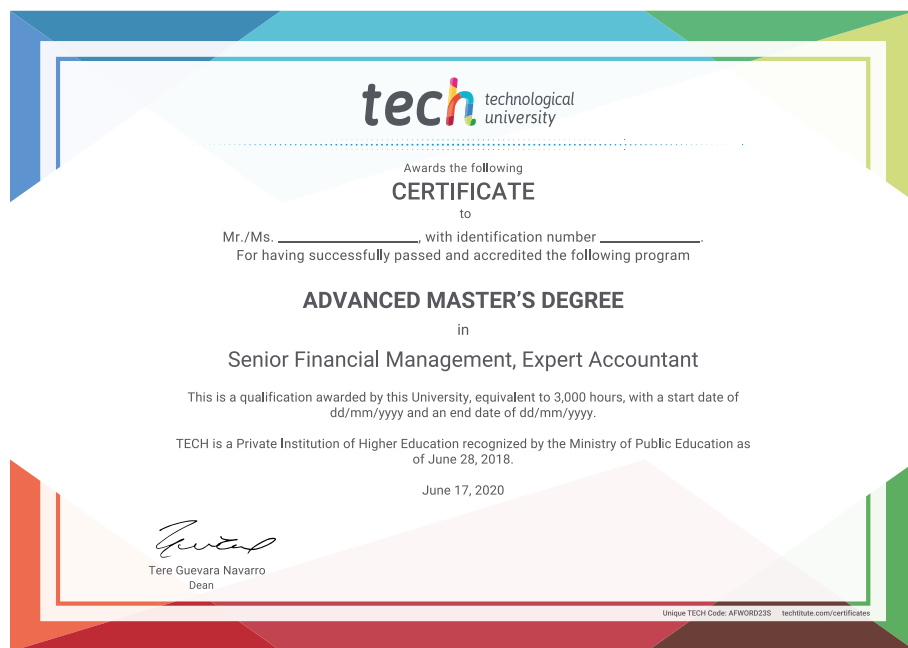 tech technological
university
Awards the following
CERTIFICATE
to
Mr./Ms. ____________________, with identification number ______________.
For having successfully passed and accredited the following program
ADVANCED MASTER'S DEGREE
in
Senior Financial Management, Expert Accountant
This is a qualification awarded by this University, equivalent to 3,000 hours, with a start date of
dd/mm/yyyy and an end date of dd/mm/yyyy.
TECH is a Private Institution of Higher Education recognized by the Ministry of Public Education as
of June 28, 2018.
June 17, 2020
Tere Guevara Navarro
Dean
Unique TECH Code: AFWORD23S techtitute.com/certificates